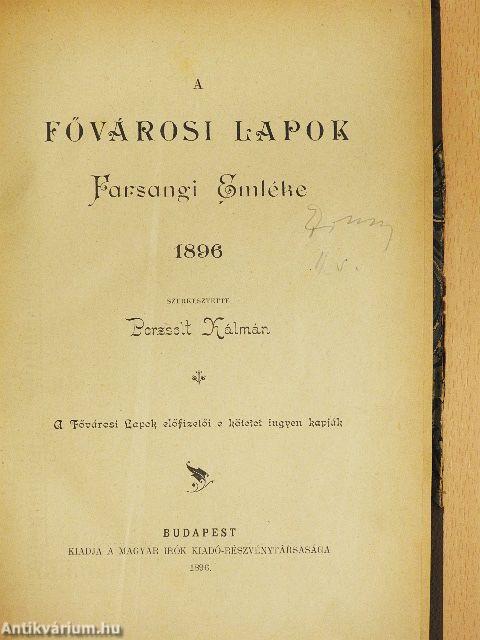 A
FŐVÁROSI LAPOK
Farsangi Emléke
1896
SZERKESZTETTE
Porzsolt Kálmán
A Fővárosi Lapok előfizetői e kötetet ingyen kapják
BUDAPEST
KIADJA A MAGYAR IRÓK KIADÓ-RÉSZVÉNYTÁRSASÁGA
1896.
Antikvárium.hu